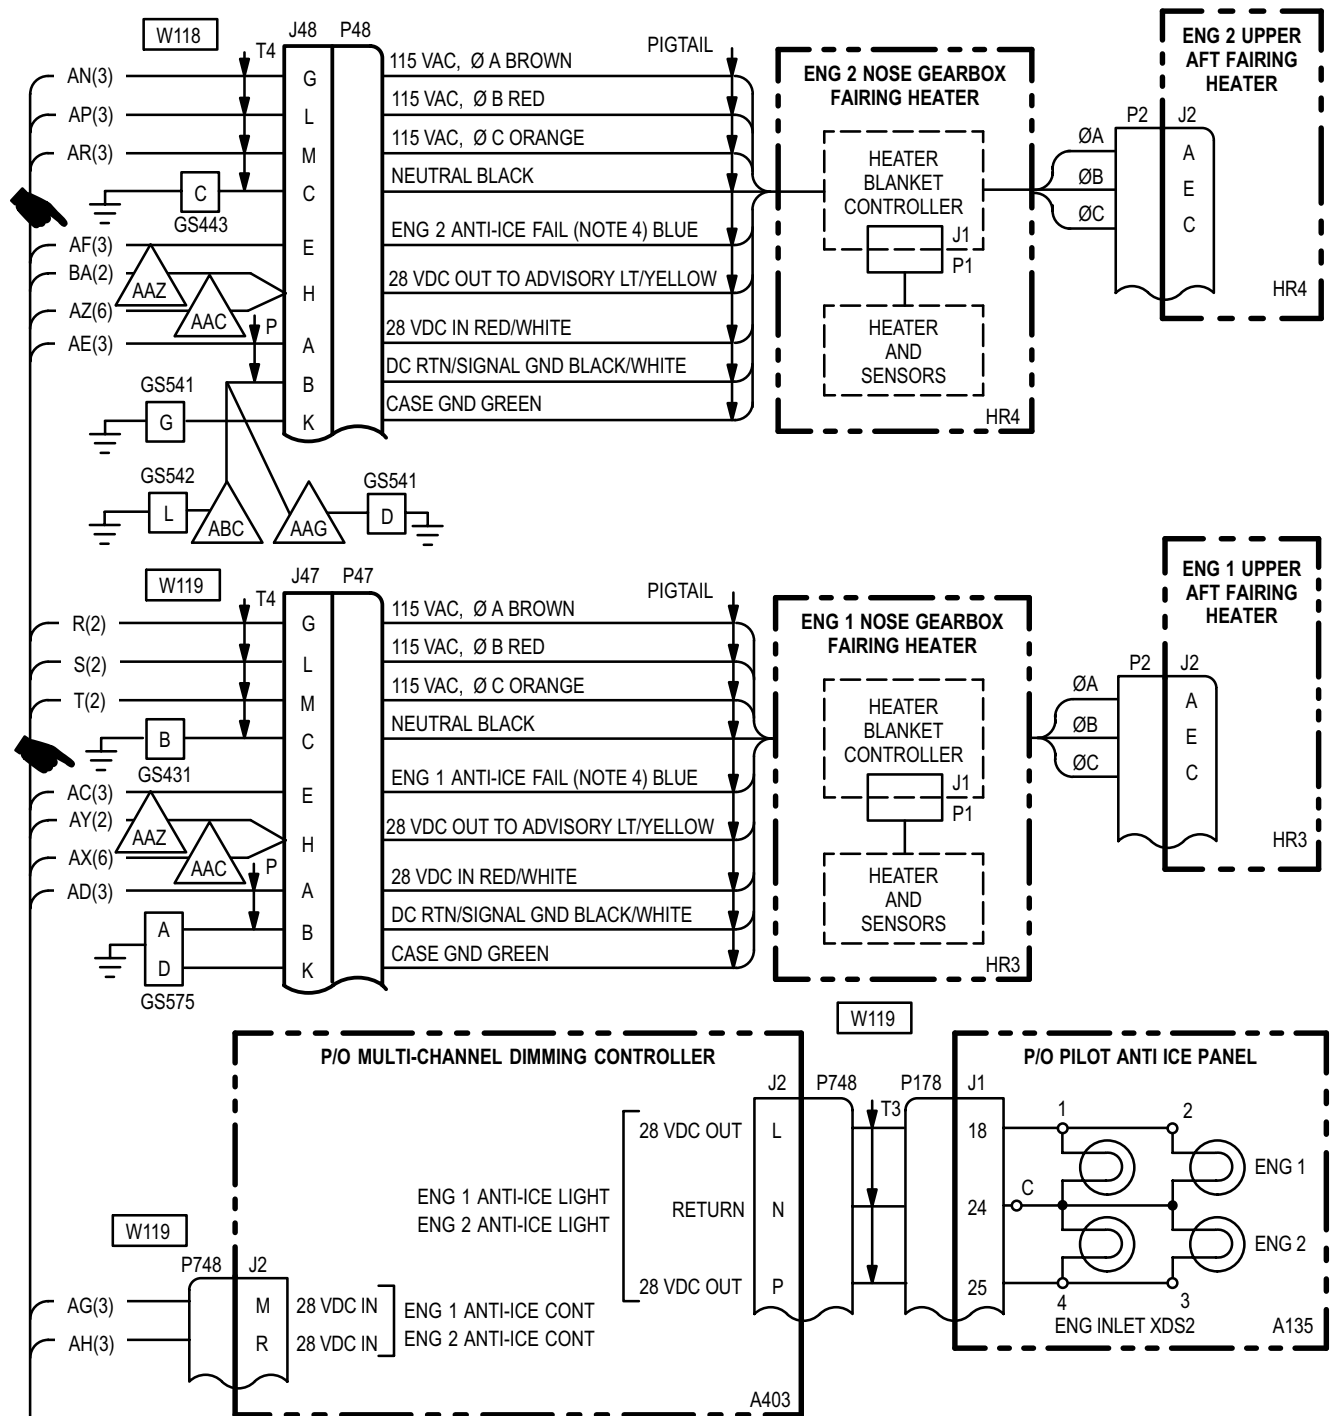 W118
J48 P48
T4
PIGTAIL
AN(3)
G
115 VAC, Ø A BROWN
AP(3)
L
115 VAC, Ø B RED
AR(3)
M
115 VAC, Ø C ORANGE
C
GS443
C
NEUTRAL BLACK
AF(3)
E
ENG 2 ANTI-ICE FAIL (NOTE 4) BLUE
BA(2)
AAZ
H
28 VDC OUT TO ADVISORY LT/YELLOW
AZ(6)
AAC
P
AE(3)
A
28 VDC IN RED/WHITE
B
DC RTN/SIGNAL GND BLACK/WHITE
GS541
G
K
CASE GND GREEN
GS542
L
ABC
AAG
GS541
D
ENG 2 NOSE GEARBOX
FAIRING HEATER
HEATER
BLANKET
CONTROLLER
J1
P1
HEATER
AND
SENSORS
HR4
ENG 2 UPPER
AFT FAIRING
HEATER
P2 J2
ØA
A
ØB
E
ØC
C
HR4
W119
J47 P47
T4
PIGTAIL
R(2)
G
115 VAC, Ø A BROWN
S(2)
L
115 VAC, Ø B RED
T(2)
M
115 VAC, Ø C ORANGE
B
GS431
C
NEUTRAL BLACK
AC(3)
E
ENG 1 ANTI-ICE FAIL (NOTE 4) BLUE
AY(2)
AAZ
H
28 VDC OUT TO ADVISORY LT/YELLOW
AX(6)
AAC
P
AD(3)
A
28 VDC IN RED/WHITE
A
B
DC RTN/SIGNAL GND BLACK/WHITE
D
K
CASE GND GREEN
GS575
ENG 1 NOSE GEARBOX
FAIRING HEATER
HEATER
BLANKET
CONTROLLER
J1
P1
HEATER
AND
SENSORS
HR3
ENG 1 UPPER
AFT FAIRING
HEATER
P2 J2
ØA
A
ØB
E
ØC
C
HR3
W119
P/O MULTI-CHANNEL DIMMING CONTROLLER
J2 P748
T3
P178 J1
28 VDC OUT L
18
ENG 1 ANTI-ICE LIGHT
ENG 2 ANTI-ICE LIGHT
RETURN N
24
28 VDC OUT P
25
W119
P748 J2
AG(3)
M 28 VDC IN
ENG 1 ANTI-ICE CONT
AH(3)
R 28 VDC IN
ENG 2 ANTI-ICE CONT
A403
P/O PILOT ANTI ICE PANEL
1
2
ENG 1
C
ENG 2
4
3
ENG INLET XDS2
A135